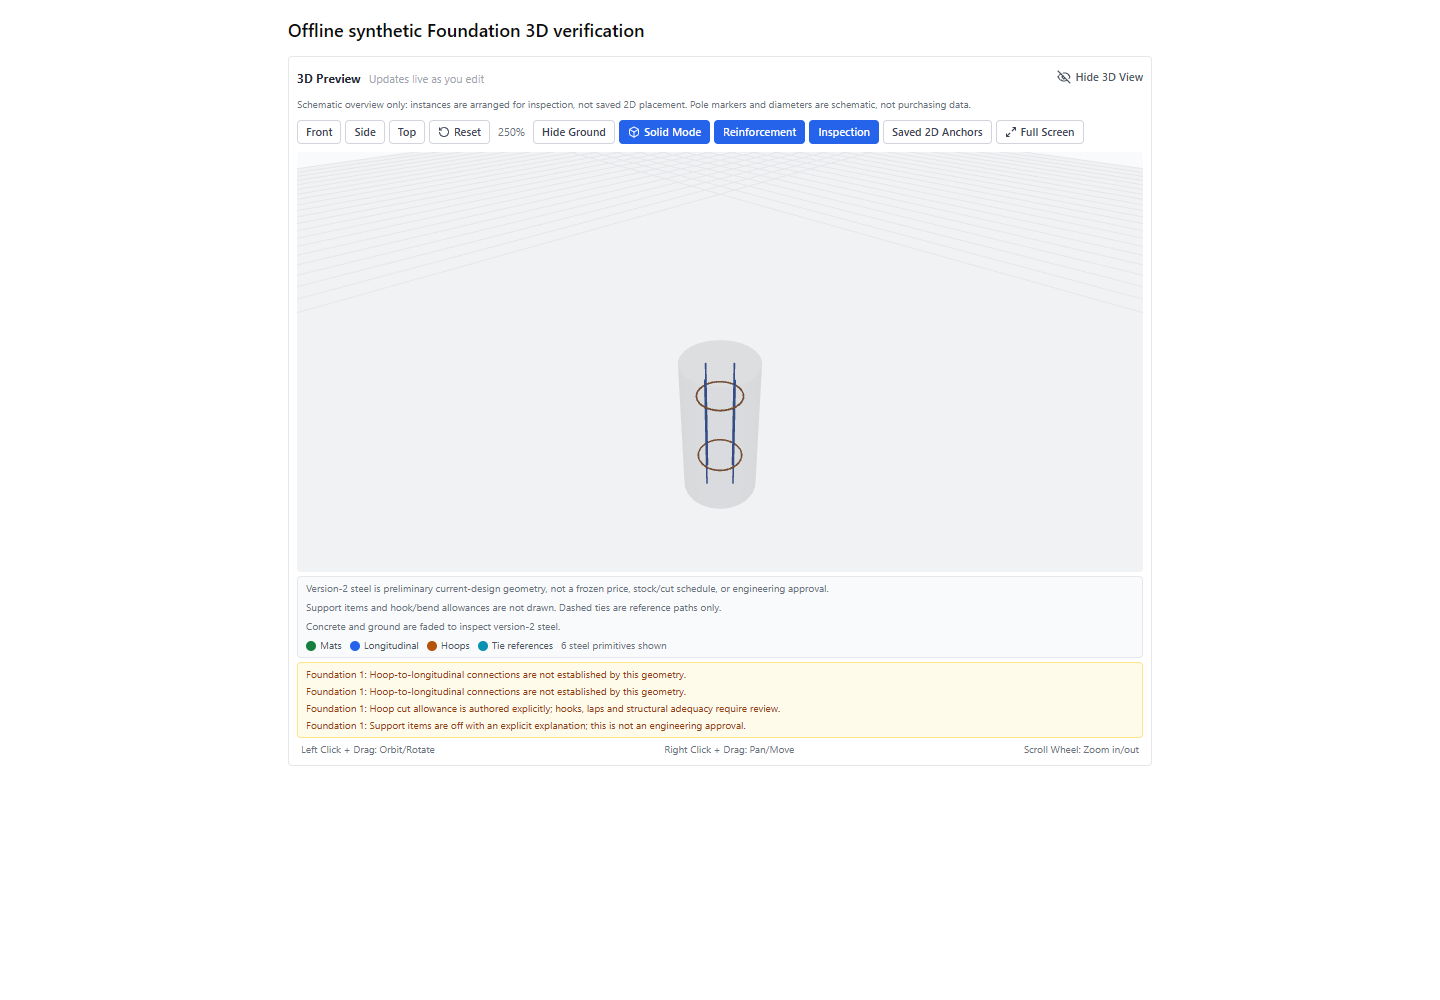 Offline synthetic Foundation 3D verification
3D Preview Updates live as you edit
Hide 3D View
Schematic overview only: instances are arranged for inspection, not saved 2D placement. Pole markers and diameters are schematic, not purchasing data.
Front Side Top Reset 250% Hide Ground Solid Mode Reinforcement Inspection Saved 2D Anchors Full Screen
Version-2 steel is preliminary current-design geometry, not a frozen price, stock/cut schedule, or engineering approval.
Support items and hook/bend allowances are not drawn. Dashed ties are reference paths only.
Concrete and ground are faded to inspect version-2 steel.
Mats Longitudinal Hoops Tie references 6 steel primitives shown
Foundation 1: Hoop-to-longitudinal connections are not established by this geometry.
Foundation 1: Hoop-to-longitudinal connections are not established by this geometry.
Foundation 1: Hoop cut allowance is authored explicitly; hooks, laps and structural adequacy require review.
Foundation 1: Support items are off with an explicit explanation; this is not an engineering approval.
Left Click + Drag: Orbit/Rotate Right Click + Drag: Pan/Move Scroll Wheel: Zoom in/out